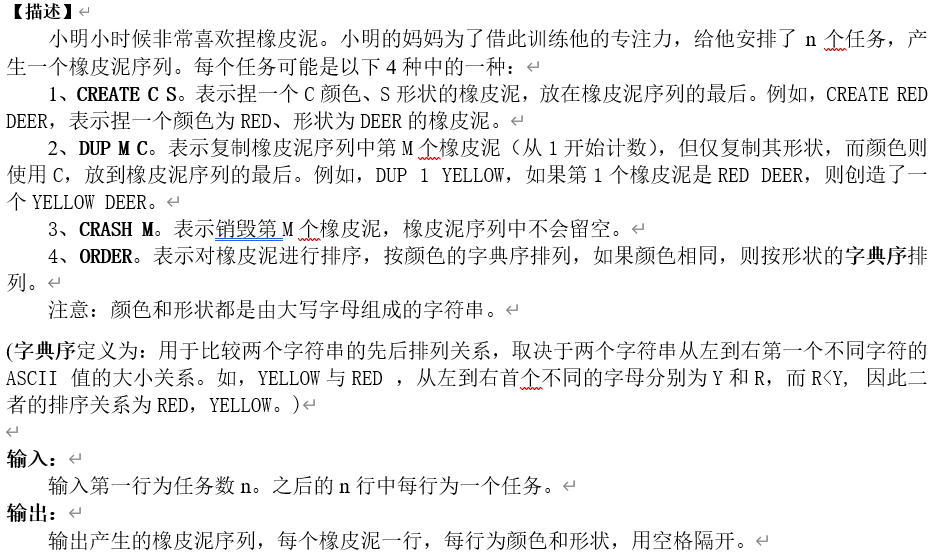 【描述】
小明小时候非常喜欢捏橡皮泥。小明的妈妈为了借此训练他的专注力，给他安排了 n 个任务，产
生一个橡皮泥序列。每个任务可能是以下 4 种中的一种：
1、CREATE C S。表示捏一个 C 颜色、S 形状的橡皮泥，放在橡皮泥序列的最后。例如，CREATE RED
DEER，表示捏一个颜色为 RED、形状为 DEER 的橡皮泥。
2、DUP M C。表示复制橡皮泥序列中第 M 个橡皮泥（从 1 开始计数），但仅复制其形状，而颜色则
使用 C，放到橡皮泥序列的最后。例如，DUP 1 YELLOW，如果第 1 个橡皮泥是 RED DEER，则创造了一
个 YELLOW DEER。
3、CRASH M。表示销毁第 M 个橡皮泥，橡皮泥序列中不会留空。
4、ORDER。表示对橡皮泥进行排序，按颜色的字典序排列，如果颜色相同，则按形状的字典序排
列。
注意：颜色和形状都是由大写字母组成的字符串。
(字典序定义为：用于比较两个字符串的先后排列关系，取决于两个字符串从左到右第一个不同字符的
ASCII 值的大小关系。如，YELLOW 与 RED ，从左到右首个不同的字母分别为 Y 和 R，而 R<Y, 因此二
者的排序关系为 RED，YELLOW。)
输入：
输入第一行为任务数 n。之后的 n 行中每行为一个任务。
输出：
输出产生的橡皮泥序列，每个橡皮泥一行，每行为颜色和形状，用空格隔开。